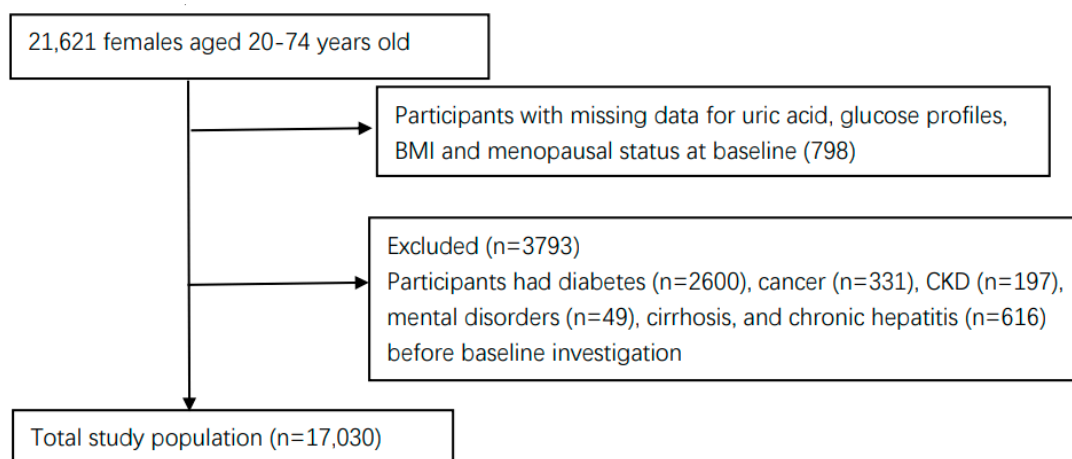 21,621 females aged 20-74 years old
Participants with missing data for uric acid, glucose profiles,
BMI and menopausal status at baseline (798)
Excluded (n=3793)
Participants had diabetes (n=2600), cancer (n=331), CKD (n=197),
mental disorders (n=49), cirrhosis, and chronic hepatitis (n=616)
before baseline investigation
Total study population (n=17,030)